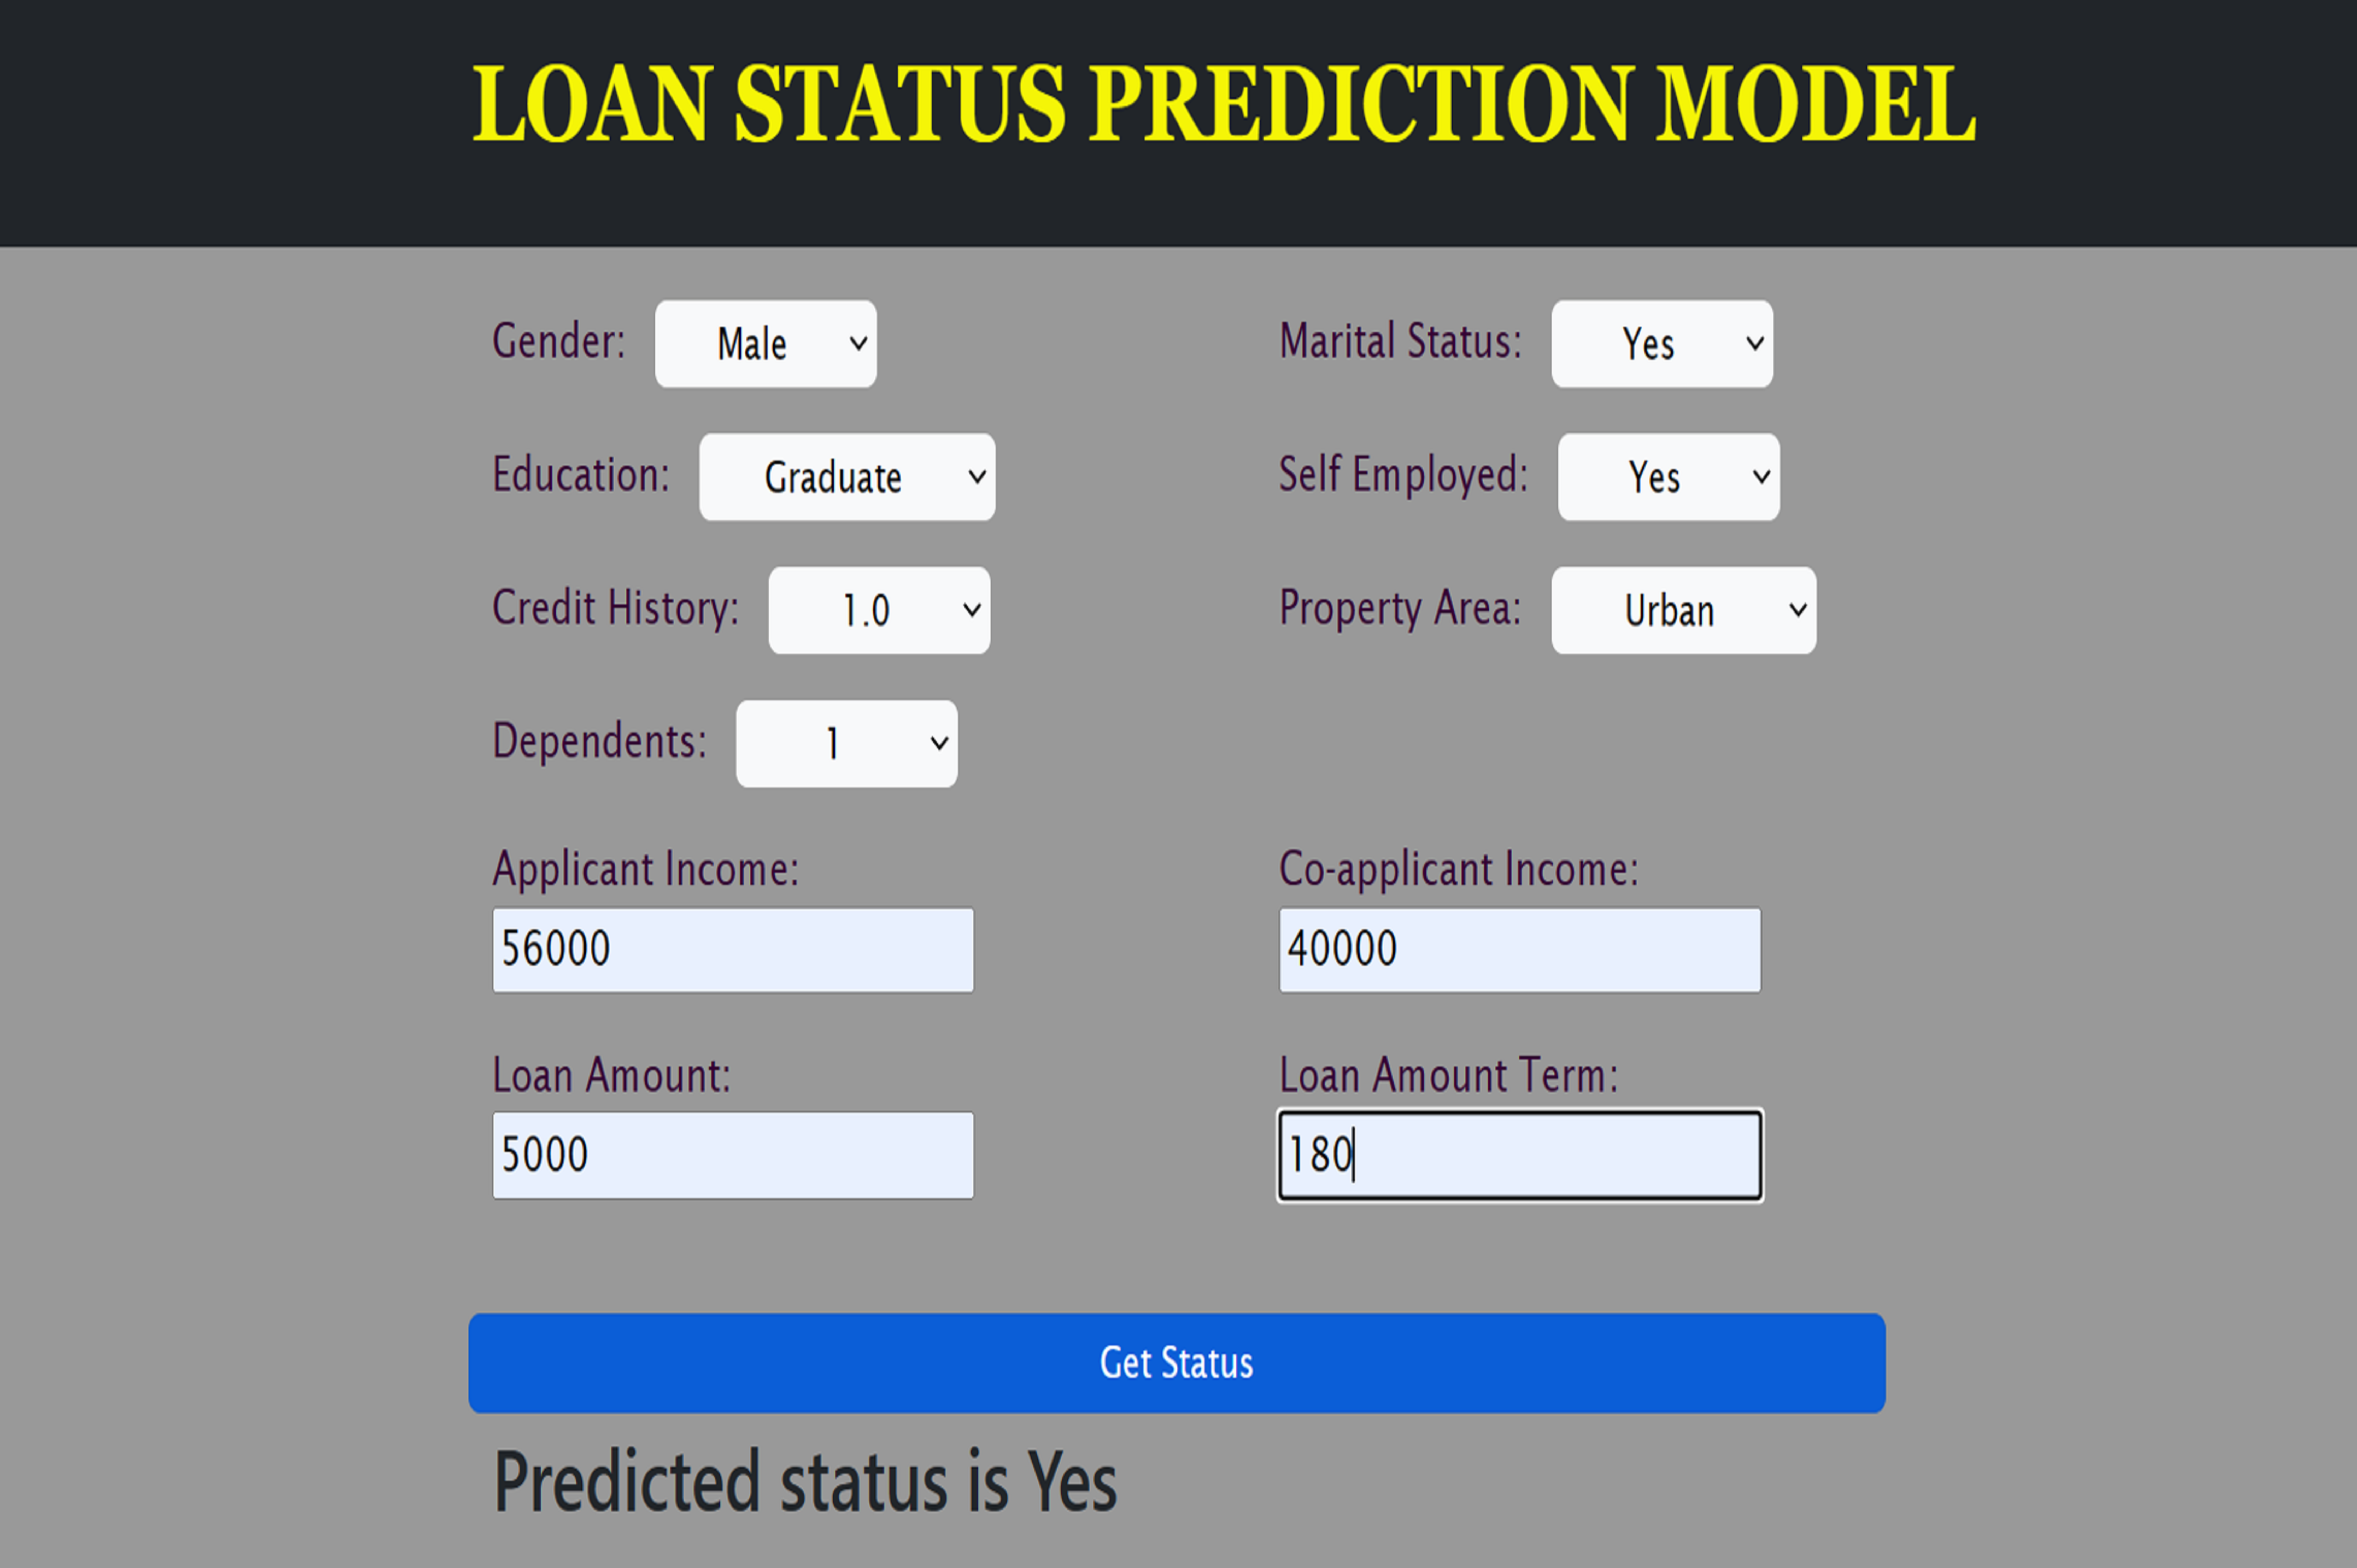 LOAN STATUS PREDICTION MODEL
Gender: Male
Marital Status: Yes
Education: Graduate
Self Employed: Yes
Credit History: 1.0
Property Area: Urban
Dependents: 1
Applicant Income:
Co-applicant Income:
56000
40000
Loan Amount:
Loan Amount Term:
5000
180
Get Status
Predicted status is Yes